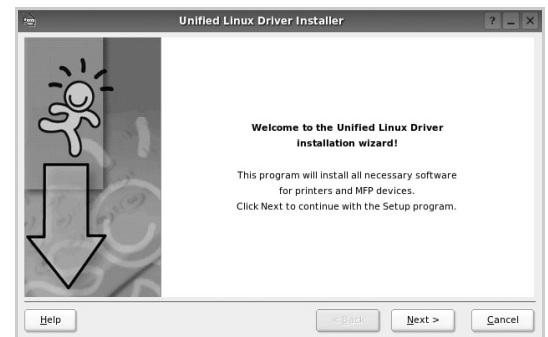 Unified Linux Driver Installer
Welcome to the Unified Linux Driver
installation wizard!
This program will install all necessary software
for printers and MFP devices.
Click Next to continue with the Setup program.
Help
< Back
Next >
Cancel